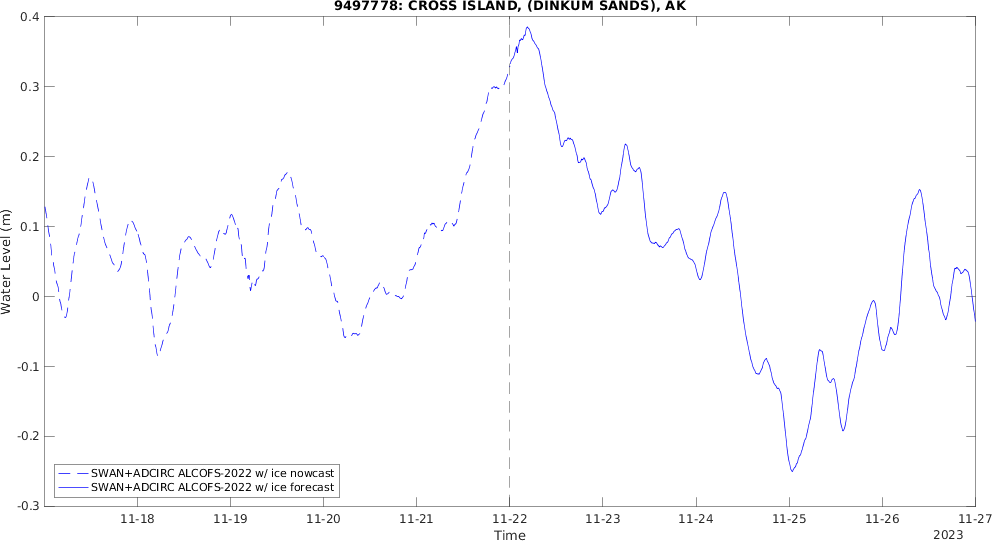 9497778: CROSS ISLAND, (DINKUM SANDS), AK
Water Level (m)
0.4
0.3
0.2
0.1
0
-0.1
-0.2
-0.3
SWAN+ADCIRC ALCOFS-2022 w/ ice nowcast
SWAN+ADCIRC ALCOFS-2022 w/ ice forecast
11-18 11-19 11-20 11-21 11-22 11-23 11-24 11-25 11-26 11-27
Time
2023